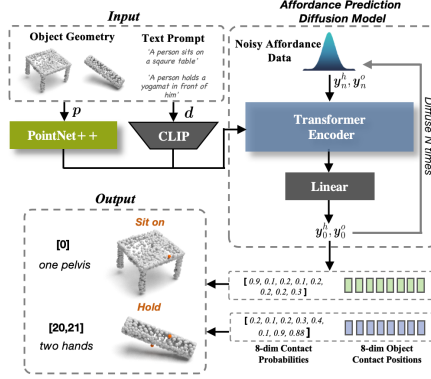 Input
Object Geometry
Text Prompt
'A person sits on
a sqaure table'
'A person holds a
yogamat in front of
him'
p
d
PointNet++
CLIP
Affordance Prediction
Diffusion Model
Noisy Affordance
Data
y_n^h, y_n^o
Transformer
Encoder
Linear
y_0^h, y_0^o
Diffuse N times
Output
Sit on
[0]
one pelvis
Hold
[20,21]
two hands
[ 0.9, 0.1, 0.2, 0.1, 0.2,
0.2, 0.2, 0.3 ]
[ 0.2, 0.1, 0.2, 0.3, 0.4,
0.1, 0.9, 0.88 ]
8-dim Contact
Probabilities
8-dim Object
Contact Positions